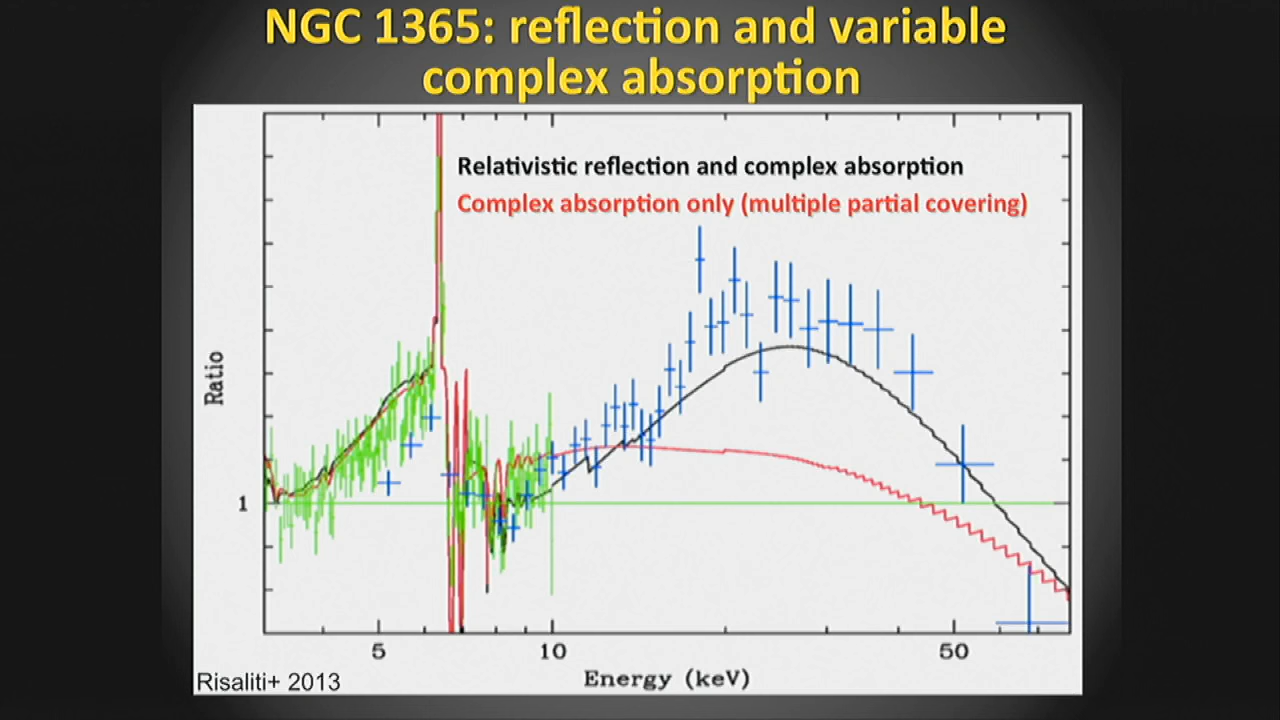 NGC 1365: reflection and variable
complex absorption
Relativistic reflection and complex absorption
Complex absorption only (multiple partial covering)
Ratio
1
5 10 50
Energy (keV)
Risaliti+ 2013